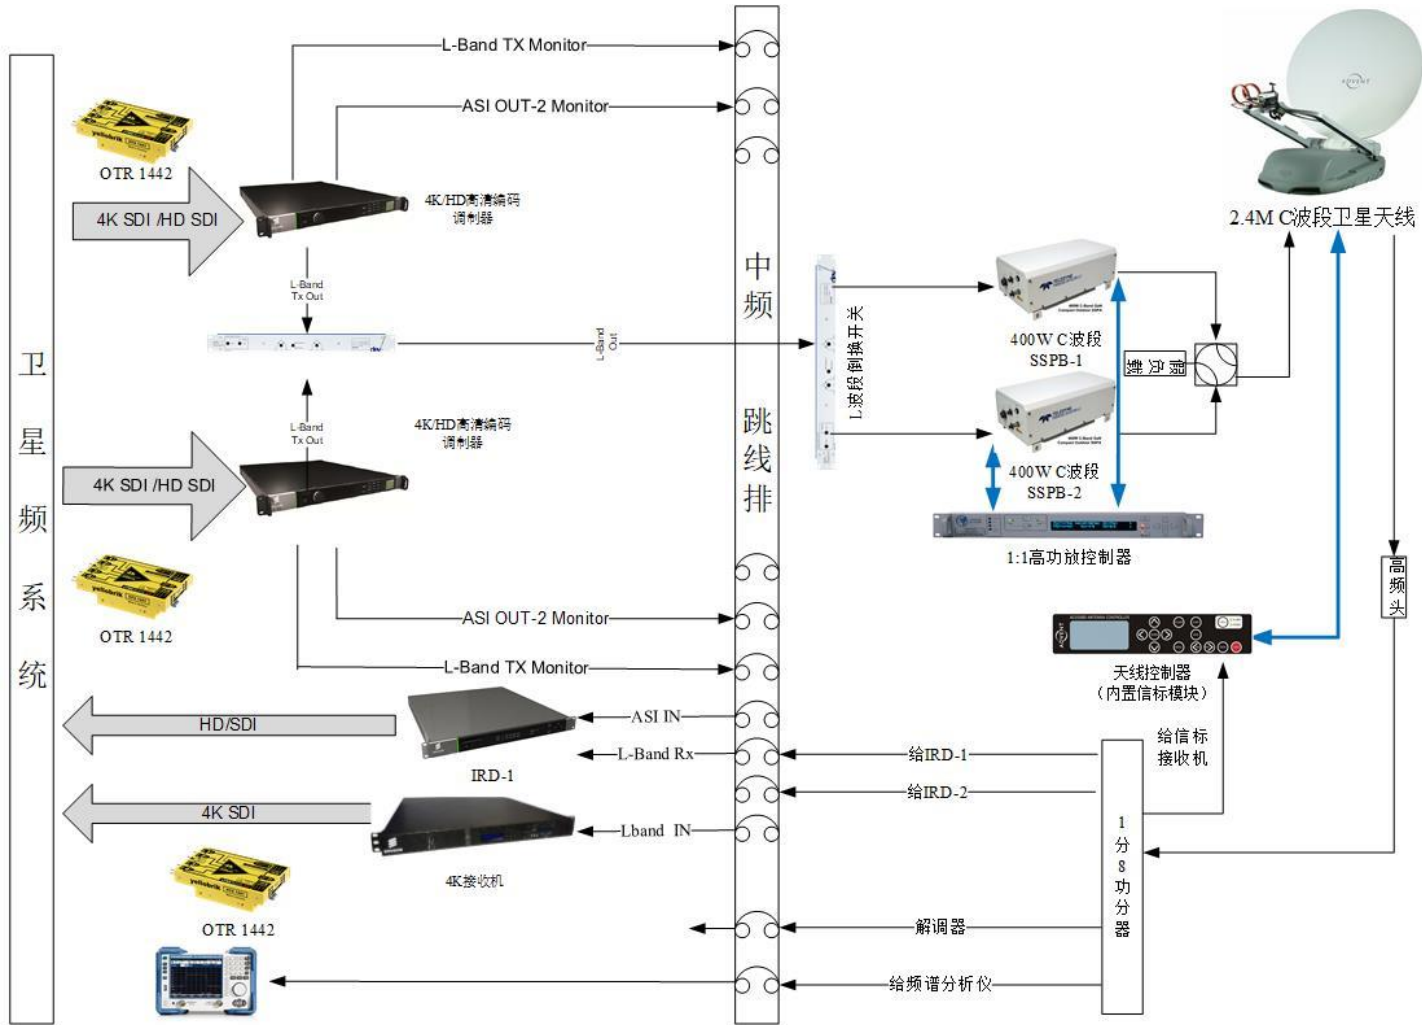 L-Band TX Monitor
ASI OUT-2 Monitor
yellobrik
OTR 1442
4K SDI /HD SDI
4K/HD高清编码
调制器
L-Band
Tx Out
L-Band
Out
L-Band
Tx Out
4K/HD高清编码
调制器
4K SDI /HD SDI
yellobrik
OTR 1442
ASI OUT-2 Monitor
L-Band TX Monitor
卫星频系统
中频跳线排
HD/SDI
ASI IN
L-Band Rx
IRD-1
4K SDI
Lband IN
4K接收机
yellobrik
OTR 1442
ADVENT
2.4M C波段卫星天线
L波段倒换开关
400W C波段
SSPB-1
400W C波段
SSPB-2
假负载
1:1高功放控制器
高频头
ADVENT
天线控制器
（内置信标模块）
给信标
接收机
给IRD-1
给IRD-2
1分8功分器
解调器
给频谱分析仪